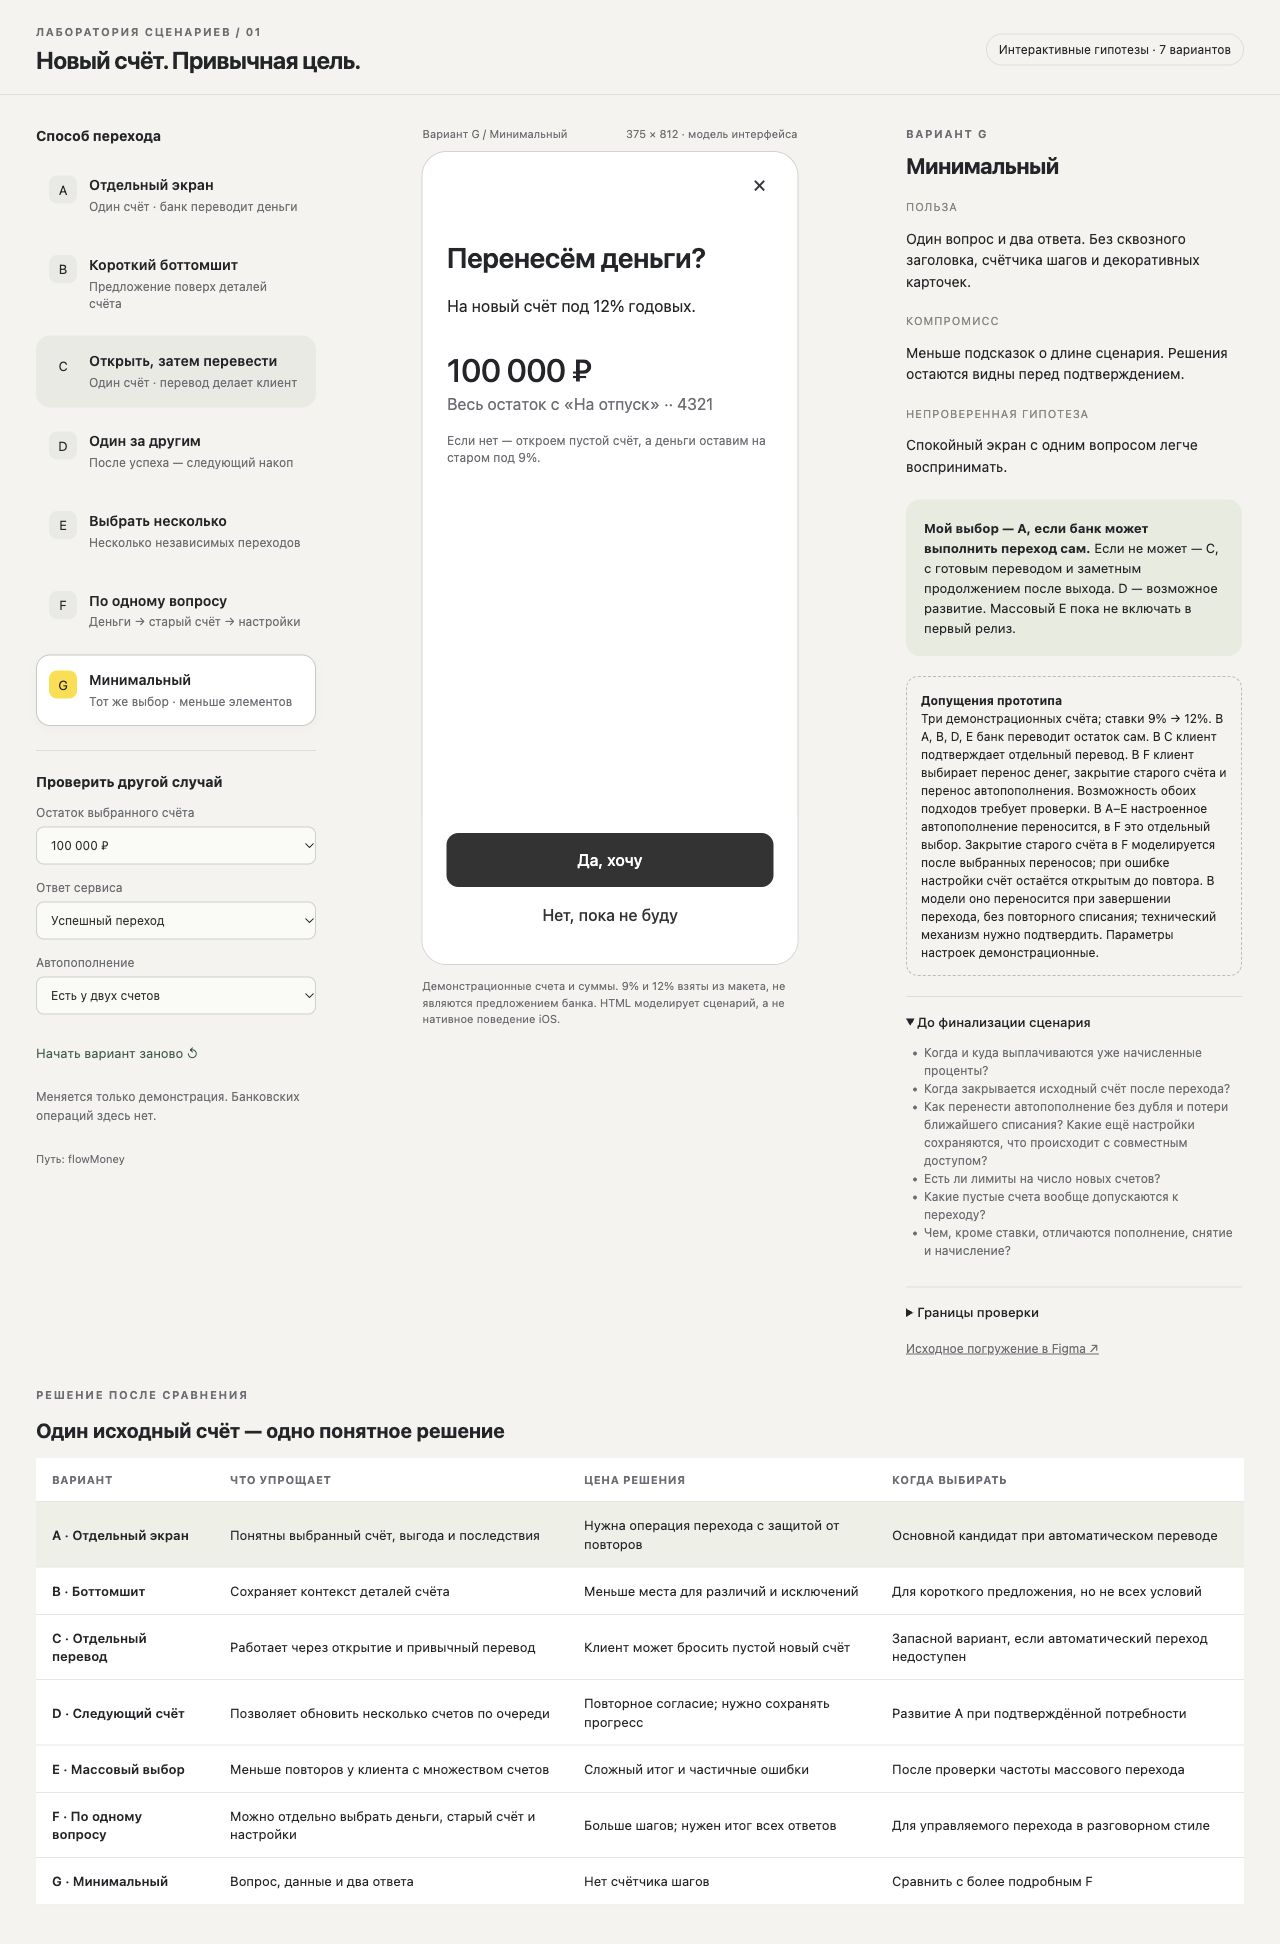 ЛАБОРАТОРИЯ СЦЕНАРИЕВ / 01
Новый счёт. Привычная цель.
Интерактивные гипотезы · 7 вариантов
Способ перехода
A
Отдельный экран
Один счёт · банк переводит деньги
B
Короткий боттомшит
Предложение поверх деталей
счёта
C
Открыть, затем перевести
Один счёт · перевод делает клиент
D
Один за другим
После успеха — следующий накоп
E
Выбрать несколько
Несколько независимых переходов
F
По одному вопросу
Деньги → старый счёт → настройки
G
Минимальный
Тот же выбор · меньше элементов
Проверить другой случай
Остаток выбранного счёта
100 000 ₽
Ответ сервиса
Успешный переход
Автопополнение
Есть у двух счетов
Начать вариант заново ↺
Меняется только демонстрация. Банковских
операций здесь нет.
Путь: flowMoney
Вариант G / Минимальный
375 × 812 · модель интерфейса
×
Перенесём деньги?
На новый счёт под 12% годовых.
100 000 ₽
Весь остаток с «На отпуск» ·· 4321
Если нет — откроем пустой счёт, а деньги оставим на
старом под 9%.
Да, хочу
Нет, пока не буду
Демонстрационные счета и суммы. 9% и 12% взяты из макета, не
являются предложением банка. HTML моделирует сценарий, а не
нативное поведение iOS.
ВАРИАНТ G
Минимальный
ПОЛЬЗА
Один вопрос и два ответа. Без сквозного
заголовка, счётчика шагов и декоративных
карточек.
КОМПРОМИСС
Меньше подсказок о длине сценария. Решения
остаются видны перед подтверждением.
НЕПРОВЕРЕННАЯ ГИПОТЕЗА
Спокойный экран с одним вопросом легче
воспринимать.
Мой выбор — A, если банк может
выполнить переход сам. Если не может — C,
с готовым переводом и заметным
продолжением после выхода. D — возможное
развитие. Массовый E пока не включать в
первый релиз.
Допущения прототипа
Три демонстрационных счёта; ставки 9% → 12%. В
A, B, D, E банк переводит остаток сам. В C клиент
подтверждает отдельный перевод. В F клиент
выбирает перенос денег, закрытие старого счёта и
перенос автопополнения. Возможность обоих
подходов требует проверки. В A–E настроенное
автопополнение переносится, в F это отдельный
выбор. Закрытие старого счёта в F моделируется
после выбранных переносов; при ошибке
настройки счёт остаётся открытым до повтора. В
модели оно переносится при завершении
перехода, без повторного списания; технический
механизм нужно подтвердить. Параметры
настроек демонстрационные.
▼ До финализации сценария
• Когда и куда выплачиваются уже начисленные
проценты?
• Когда закрывается исходный счёт после перехода?
• Как перенести автопополнение без дубля и потери
ближайшего списания? Какие ещё настройки
сохраняются, что происходит с совместным
доступом?
• Есть ли лимиты на число новых счетов?
• Какие пустые счета вообще допускаются к
переходу?
• Чем, кроме ставки, отличаются пополнение, снятие
и начисление?
▶ Границы проверки
Исходное погружение в Figma ↗
РЕШЕНИЕ ПОСЛЕ СРАВНЕНИЯ
Один исходный счёт — одно понятное решение
ВАРИАНТ
ЧТО УПРОЩАЕТ
ЦЕНА РЕШЕНИЯ
КОГДА ВЫБИРАТЬ
A · Отдельный экран
Понятны выбранный счёт, выгода и последствия
Нужна операция перехода с защитой от
повторов
Основной кандидат при автоматическом переводе
B · Боттомшит
Сохраняет контекст деталей счёта
Меньше места для различий и исключений
Для короткого предложения, но не всех условий
C · Отдельный
перевод
Работает через открытие и привычный перевод
Клиент может бросить пустой новый счёт
Запасной вариант, если автоматический переход
недоступен
D · Следующий счёт
Позволяет обновить несколько счетов по очереди
Повторное согласие; нужно сохранять
прогресс
Развитие A при подтверждённой потребности
E · Массовый выбор
Меньше повторов у клиента с множеством счетов
Сложный итог и частичные ошибки
После проверки частоты массового перехода
F · По одному
вопросу
Можно отдельно выбрать деньги, старый счёт и
настройки
Больше шагов; нужен итог всех ответов
Для управляемого перехода в разговорном стиле
G · Минимальный
Вопрос, данные и два ответа
Нет счётчика шагов
Сравнить с более подробным F